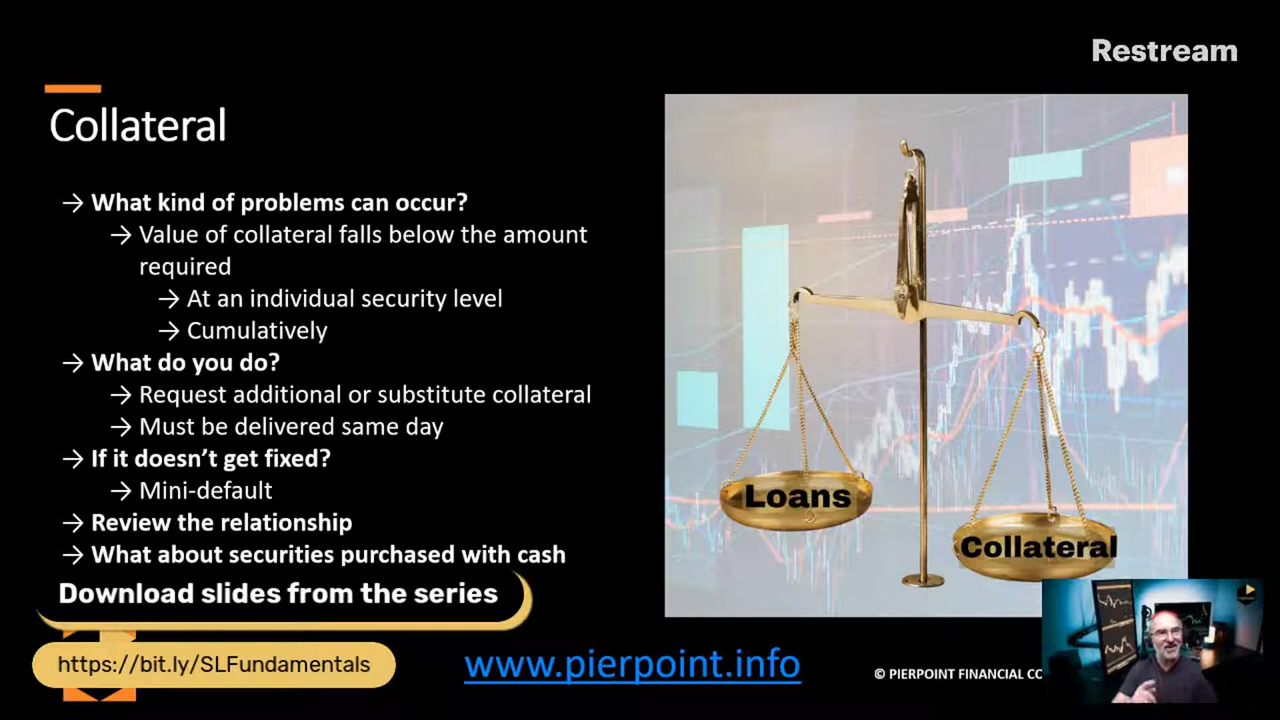 Restream
Collateral
→ What kind of problems can occur?
→ Value of collateral falls below the amount
required
→ At an individual security level
→ Cumulatively
→ What do you do?
→ Request additional or substitute collateral
→ Must be delivered same day
→ If it doesn’t get fixed?
→ Mini-default
→ Review the relationship
→ What about securities purchased with cash
Loans
Collateral
Download slides from the series
https://bit.ly/SLFundamentals
www.pierpoint.info
© PIERPOINT FINANCIAL CO